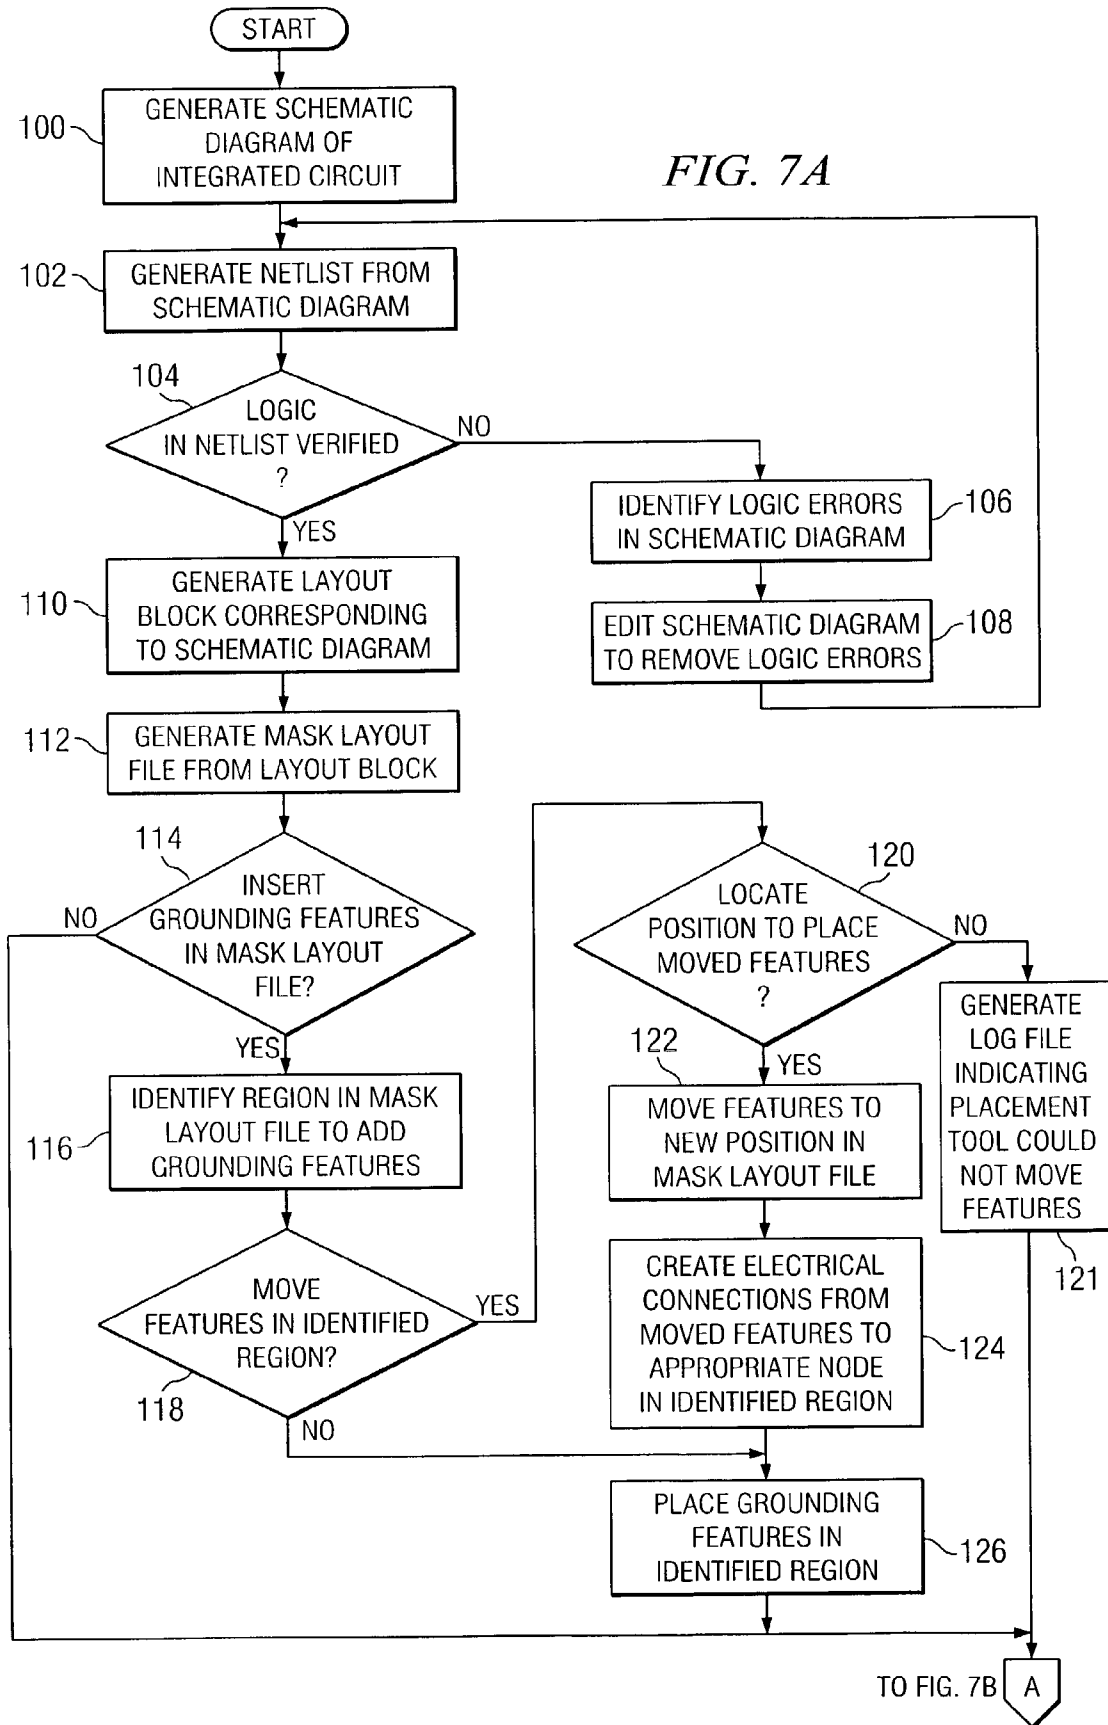 START
GENERATE SCHEMATIC
DIAGRAM OF
INTEGRATED CIRCUIT
100
FIG. 7A
GENERATE NETLIST FROM
SCHEMATIC DIAGRAM
102
104
LOGIC
IN NETLIST VERIFIED
?
NO
YES
IDENTIFY LOGIC ERRORS
IN SCHEMATIC DIAGRAM
106
EDIT SCHEMATIC DIAGRAM
TO REMOVE LOGIC ERRORS
108
GENERATE LAYOUT
BLOCK CORRESPONDING
TO SCHEMATIC DIAGRAM
110
GENERATE MASK LAYOUT
FILE FROM LAYOUT BLOCK
112
114
INSERT
GROUNDING FEATURES
IN MASK LAYOUT
FILE?
NO
YES
IDENTIFY REGION IN MASK
LAYOUT FILE TO ADD
GROUNDING FEATURES
116
MOVE
FEATURES IN IDENTIFIED
REGION?
118
YES
NO
120
LOCATE
POSITION TO PLACE
MOVED FEATURES
?
NO
YES
GENERATE
LOG FILE
INDICATING
PLACEMENT
TOOL COULD
NOT MOVE
FEATURES
121
122
MOVE FEATURES TO
NEW POSITION IN
MASK LAYOUT FILE
CREATE ELECTRICAL
CONNECTIONS FROM
MOVED FEATURES TO
APPROPRIATE NODE
IN IDENTIFIED REGION
124
PLACE GROUNDING
FEATURES IN
IDENTIFIED REGION
126
TO FIG. 7B
A